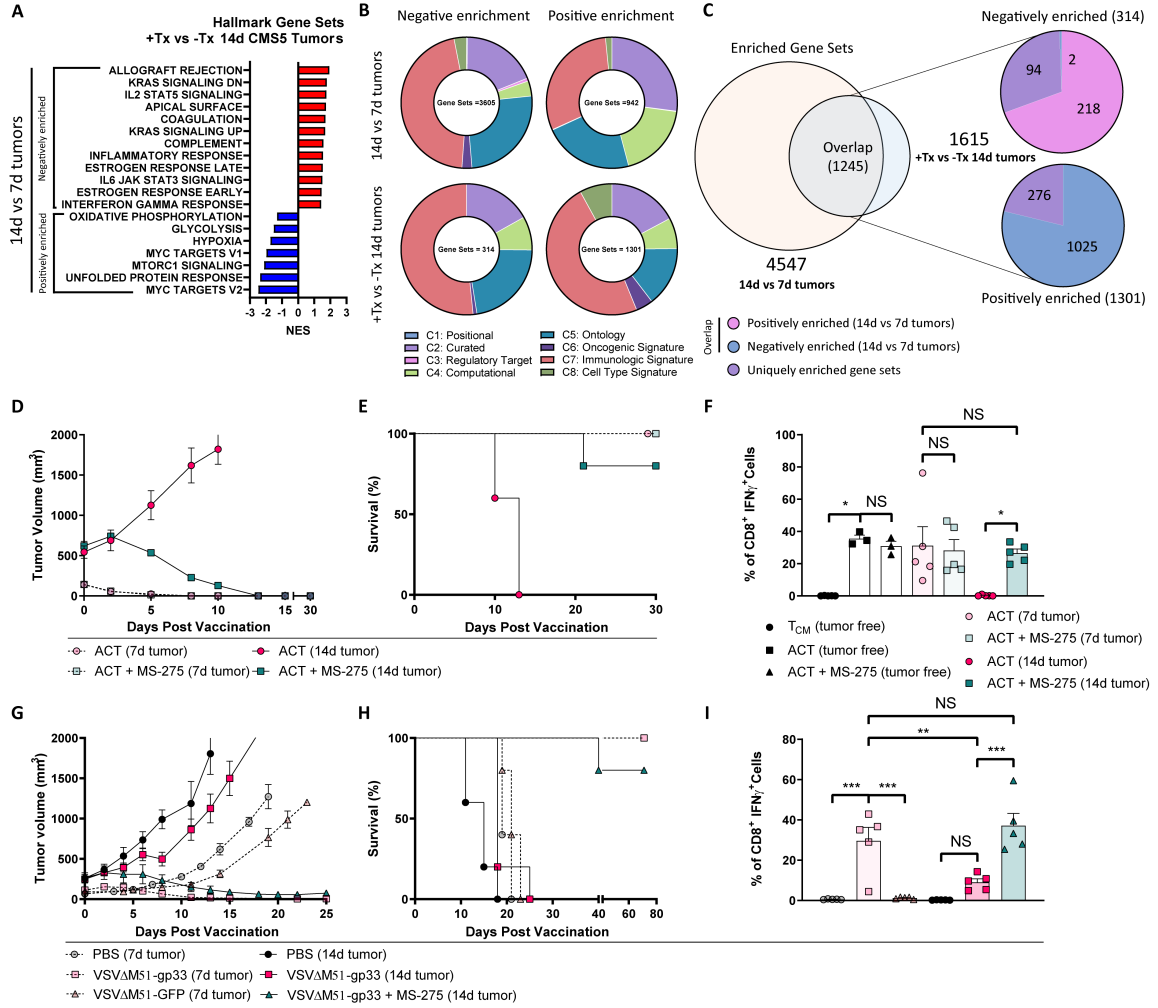 A
Hallmark Gene Sets
+Tx vs -Tx 14d CMS5 Tumors
14d vs 7d tumors
Negatively enriched
Positively enriched
ALLOGRAFT REJECTION
KRAS SIGNALING DN
IL2 STAT5 SIGNALING
APICAL SURFACE
COAGULATION
KRAS SIGNALING UP
COMPLEMENT
INFLAMMATORY RESPONSE
ESTROGEN RESPONSE LATE
IL6 JAK STAT3 SIGNALING
ESTROGEN RESPONSE EARLY
INTERFERON GAMMA RESPONSE
OXIDATIVE PHOSPHORYLATION
GLYCOLYSIS
HYPOXIA
MYC TARGETS V1
MTORC1 SIGNALING
UNFOLDED PROTEIN RESPONSE
MYC TARGETS V2
-3 -2 -1 0 1 2 3
NES
B
Negative enrichment Positive enrichment
14d vs 7d tumors
Gene Sets =3605
Gene Sets =942
+Tx vs -Tx 14d tumors
Gene Sets = 314
Gene Sets = 1301
C1: Positional
C2: Curated
C3: Regulatory Target
C4: Computational
C5: Ontology
C6: Oncogenic Signature
C7: Immunologic Signature
C8: Cell Type Signature
C
Enriched Gene Sets
Overlap
(1245)
4547
14d vs 7d tumors
1615
+Tx vs -Tx 14d tumors
Negatively enriched (314)
94
2
218
276
1025
Positively enriched (1301)
Overlap
Positively enriched (14d vs 7d tumors)
Negatively enriched (14d vs 7d tumors)
Uniquely enriched gene sets
D
Tumor Volume (mm³)
2000
1500
1000
500
0
0 5 10 15 30
Days Post Vaccination
ACT (7d tumor)
ACT (14d tumor)
ACT + MS-275 (7d tumor)
ACT + MS-275 (14d tumor)
E
Survival (%)
100
50
0
0 10 20 30
Days Post Vaccination
F
% of CD8⁺ IFNγ⁺Cells
100
80
60
40
20
0
*
NS
NS
NS
*
T_CM (tumor free)
ACT (tumor free)
ACT + MS-275 (tumor free)
ACT (7d tumor)
ACT + MS-275 (7d tumor)
ACT (14d tumor)
ACT + MS-275 (14d tumor)
G
Tumor volume (mm³)
2000
1500
1000
500
0
0 5 10 15 20 25
Days Post Vaccination
H
Survival (%)
100
50
0
0 10 20 30 40 60 80
Days Post Vaccination
I
% of CD8⁺ IFNγ⁺Cells
80
60
40
20
0
NS
**
***
***
***
NS
PBS (7d tumor)
PBS (14d tumor)
VSVΔM51-gp33 (7d tumor)
VSVΔM51-gp33 (14d tumor)
VSVΔM51-GFP (7d tumor)
VSVΔM51-gp33 + MS-275 (14d tumor)